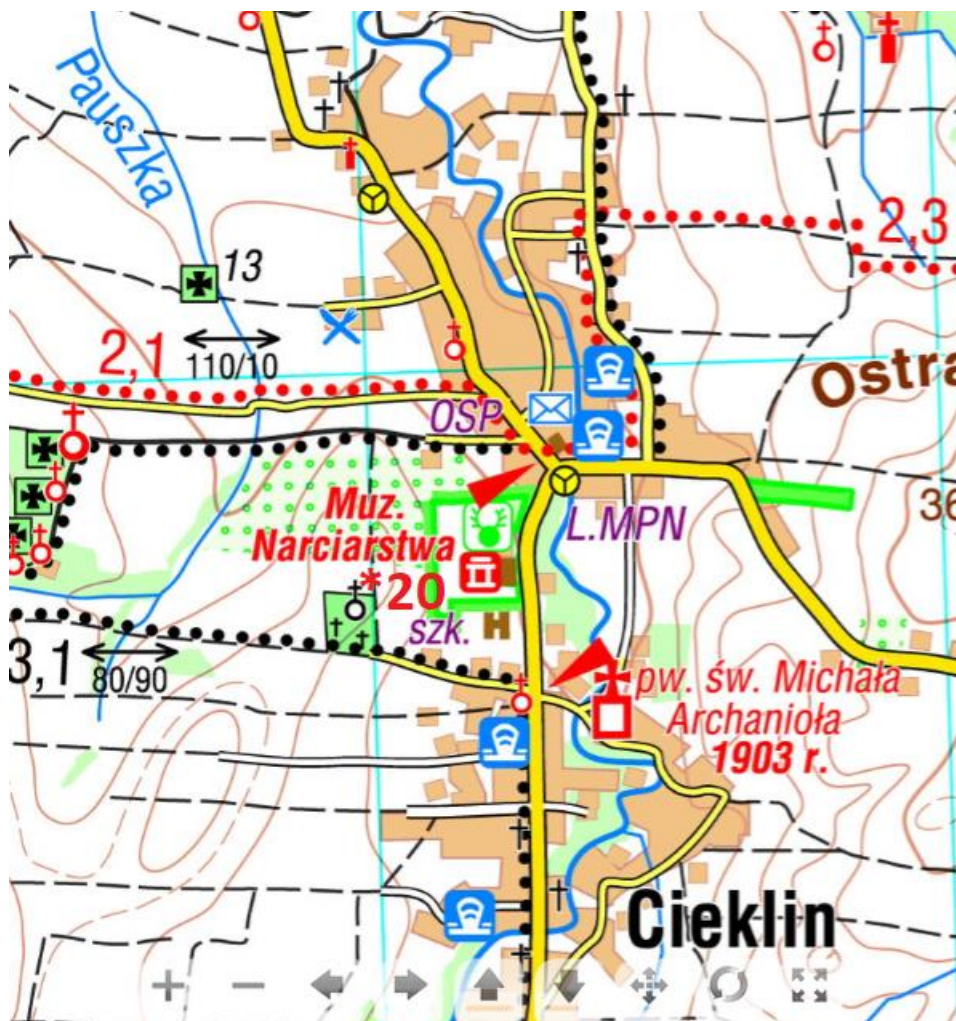 Pauszka
13
2,3
2,1
110/10
Ostra
OSP
36
Muz.
Narciarstwa
L.MPN
*20
szk.
H
3,1
80/90
pw. św. Michała
Archanioła
1903 r.
Cieklin